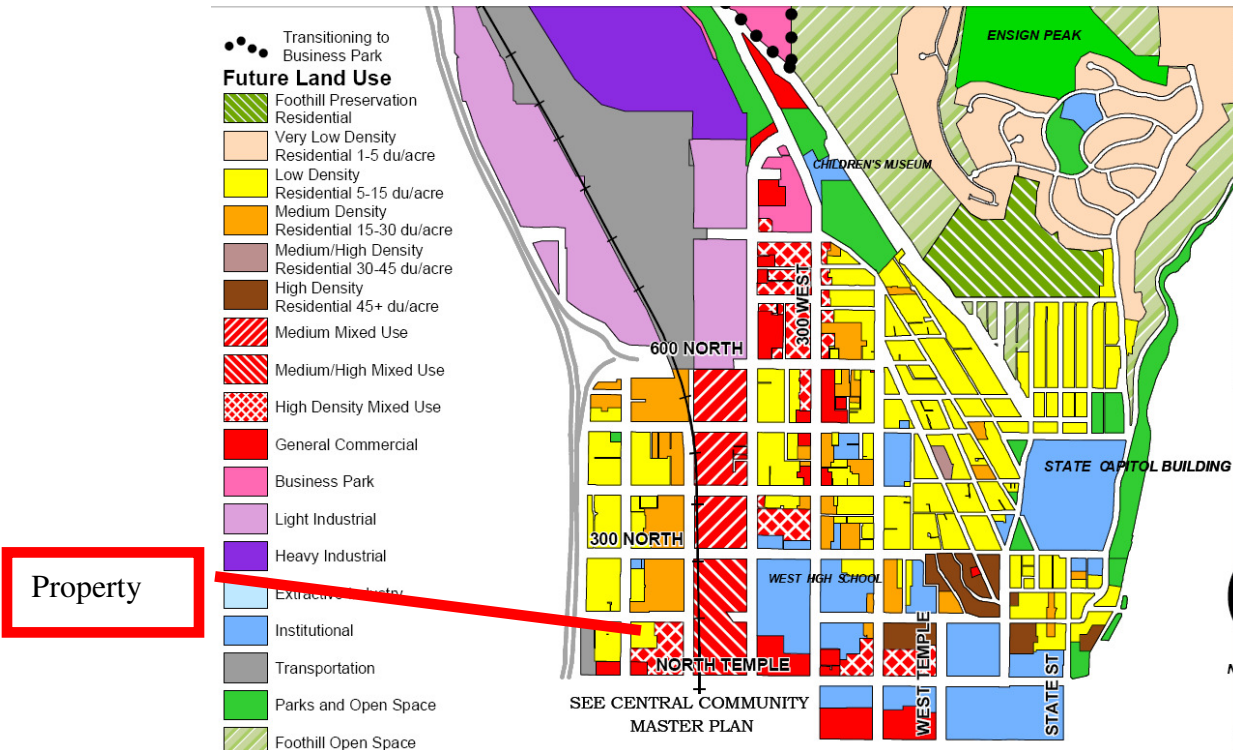 Transitioning to
Business Park
Future Land Use
Foothill Preservation
Residential
Very Low Density
Residential 1-5 du/acre
Low Density
Residential 5-15 du/acre
Medium Density
Residential 15-30 du/acre
Medium/High Density
Residential 30-45 du/acre
High Density
Residential 45+ du/acre
Medium Mixed Use
Medium/High Mixed Use
High Density Mixed Use
General Commercial
Business Park
Light Industrial
Heavy Industrial
Extractive Industry
Institutional
Transportation
Parks and Open Space
Foothill Open Space
Property
ENSIGN PEAK
CHILDREN'S MUSEUM
300 WEST
600 NORTH
STATE CAPITOL BUILDING
300 NORTH
WEST HIGH SCHOOL
NORTH TEMPLE
WEST TEMPLE
STATE ST
SEE CENTRAL COMMUNITY
MASTER PLAN